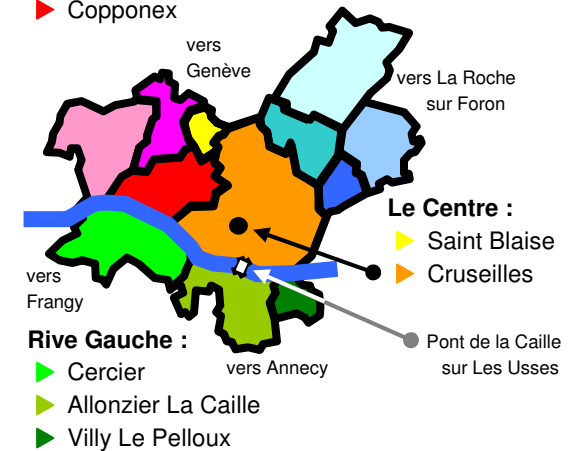 Copponex
vers
Genève
vers La Roche
sur Foron
Le Centre :
Saint Blaise
Cruseilles
vers
Frangy
Rive Gauche :
Cercier
Allonzier La Caille
Villy Le Pelloux
vers Annecy
Pont de la Caille
sur Les Usses